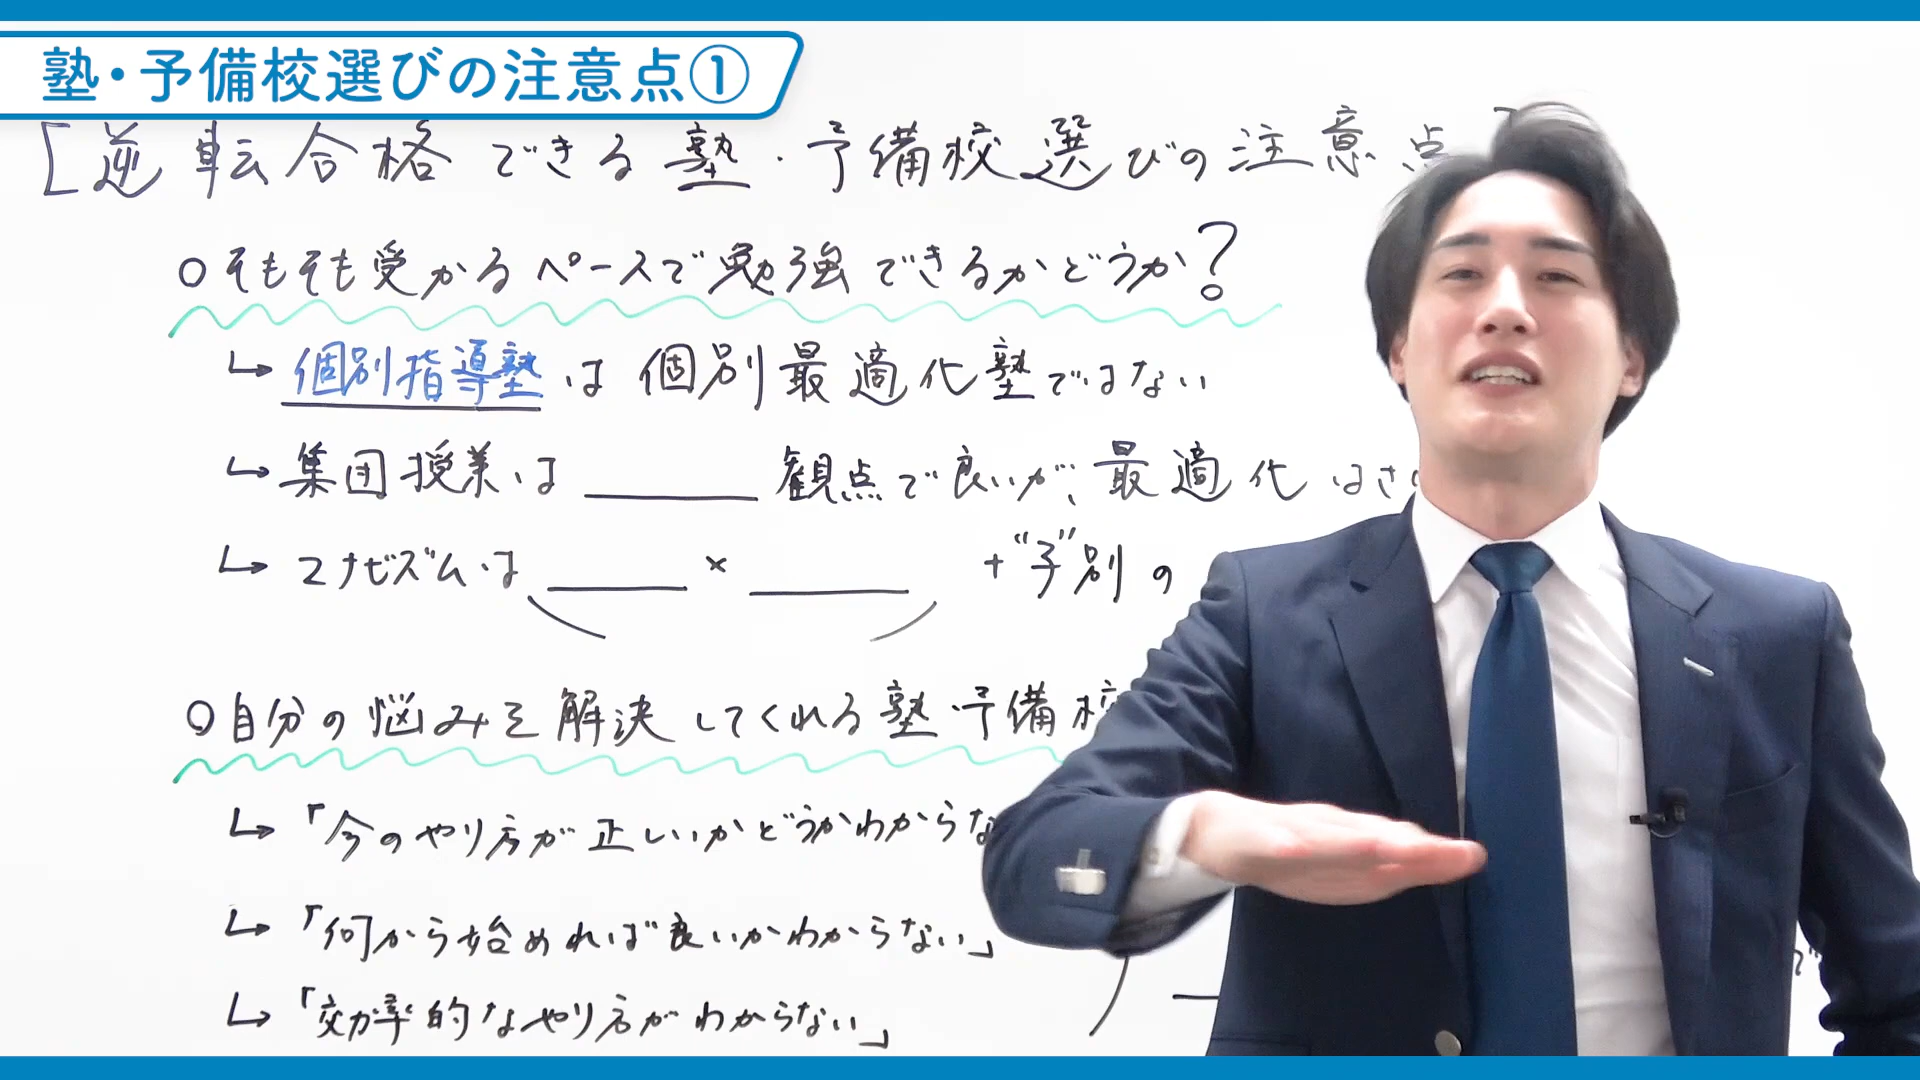 塾・予備校選びの注意点①
[逆転合格できる塾・予備校選びの注意点]
○そもそも受かるペースで勉強できるかどうか?
↳個別指導塾は個別最適化塾ではない
↳集団授業は 観点で良いが、最適化はさ
↳マナビズムは × +“子”別の
○自分の悩みを解決してくれる塾・予備校
↳「今のやり方が正しいかどうかわからな
↳「何から始めれば良いかわからない」
↳「効率的なやり方がわからない」